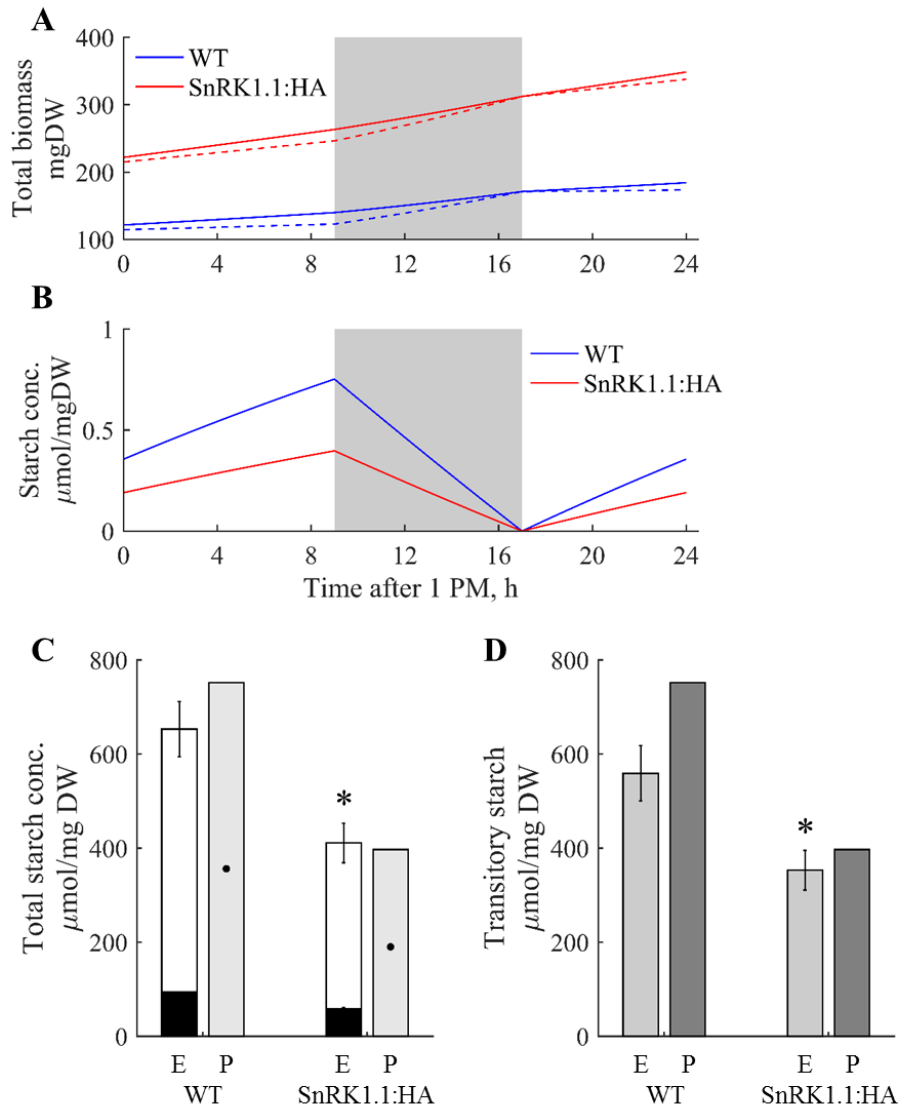 A
400
300
200
100
Total biomass
mgDW
WT
SnRK1.1:HA
0 4 8 12 16 20 24
B
1
0.5
0
Starch conc.
μmol/mgDW
WT
SnRK1.1:HA
0 4 8 12 16 20 24
Time after 1 PM, h
C
800
600
400
200
0
Total starch conc.
μmol/mg DW
*
E P E P
WT SnRK1.1:HA
D
800
600
400
200
0
Transitory starch
μmol/mg DW
*
E P E P
WT SnRK1.1:HA